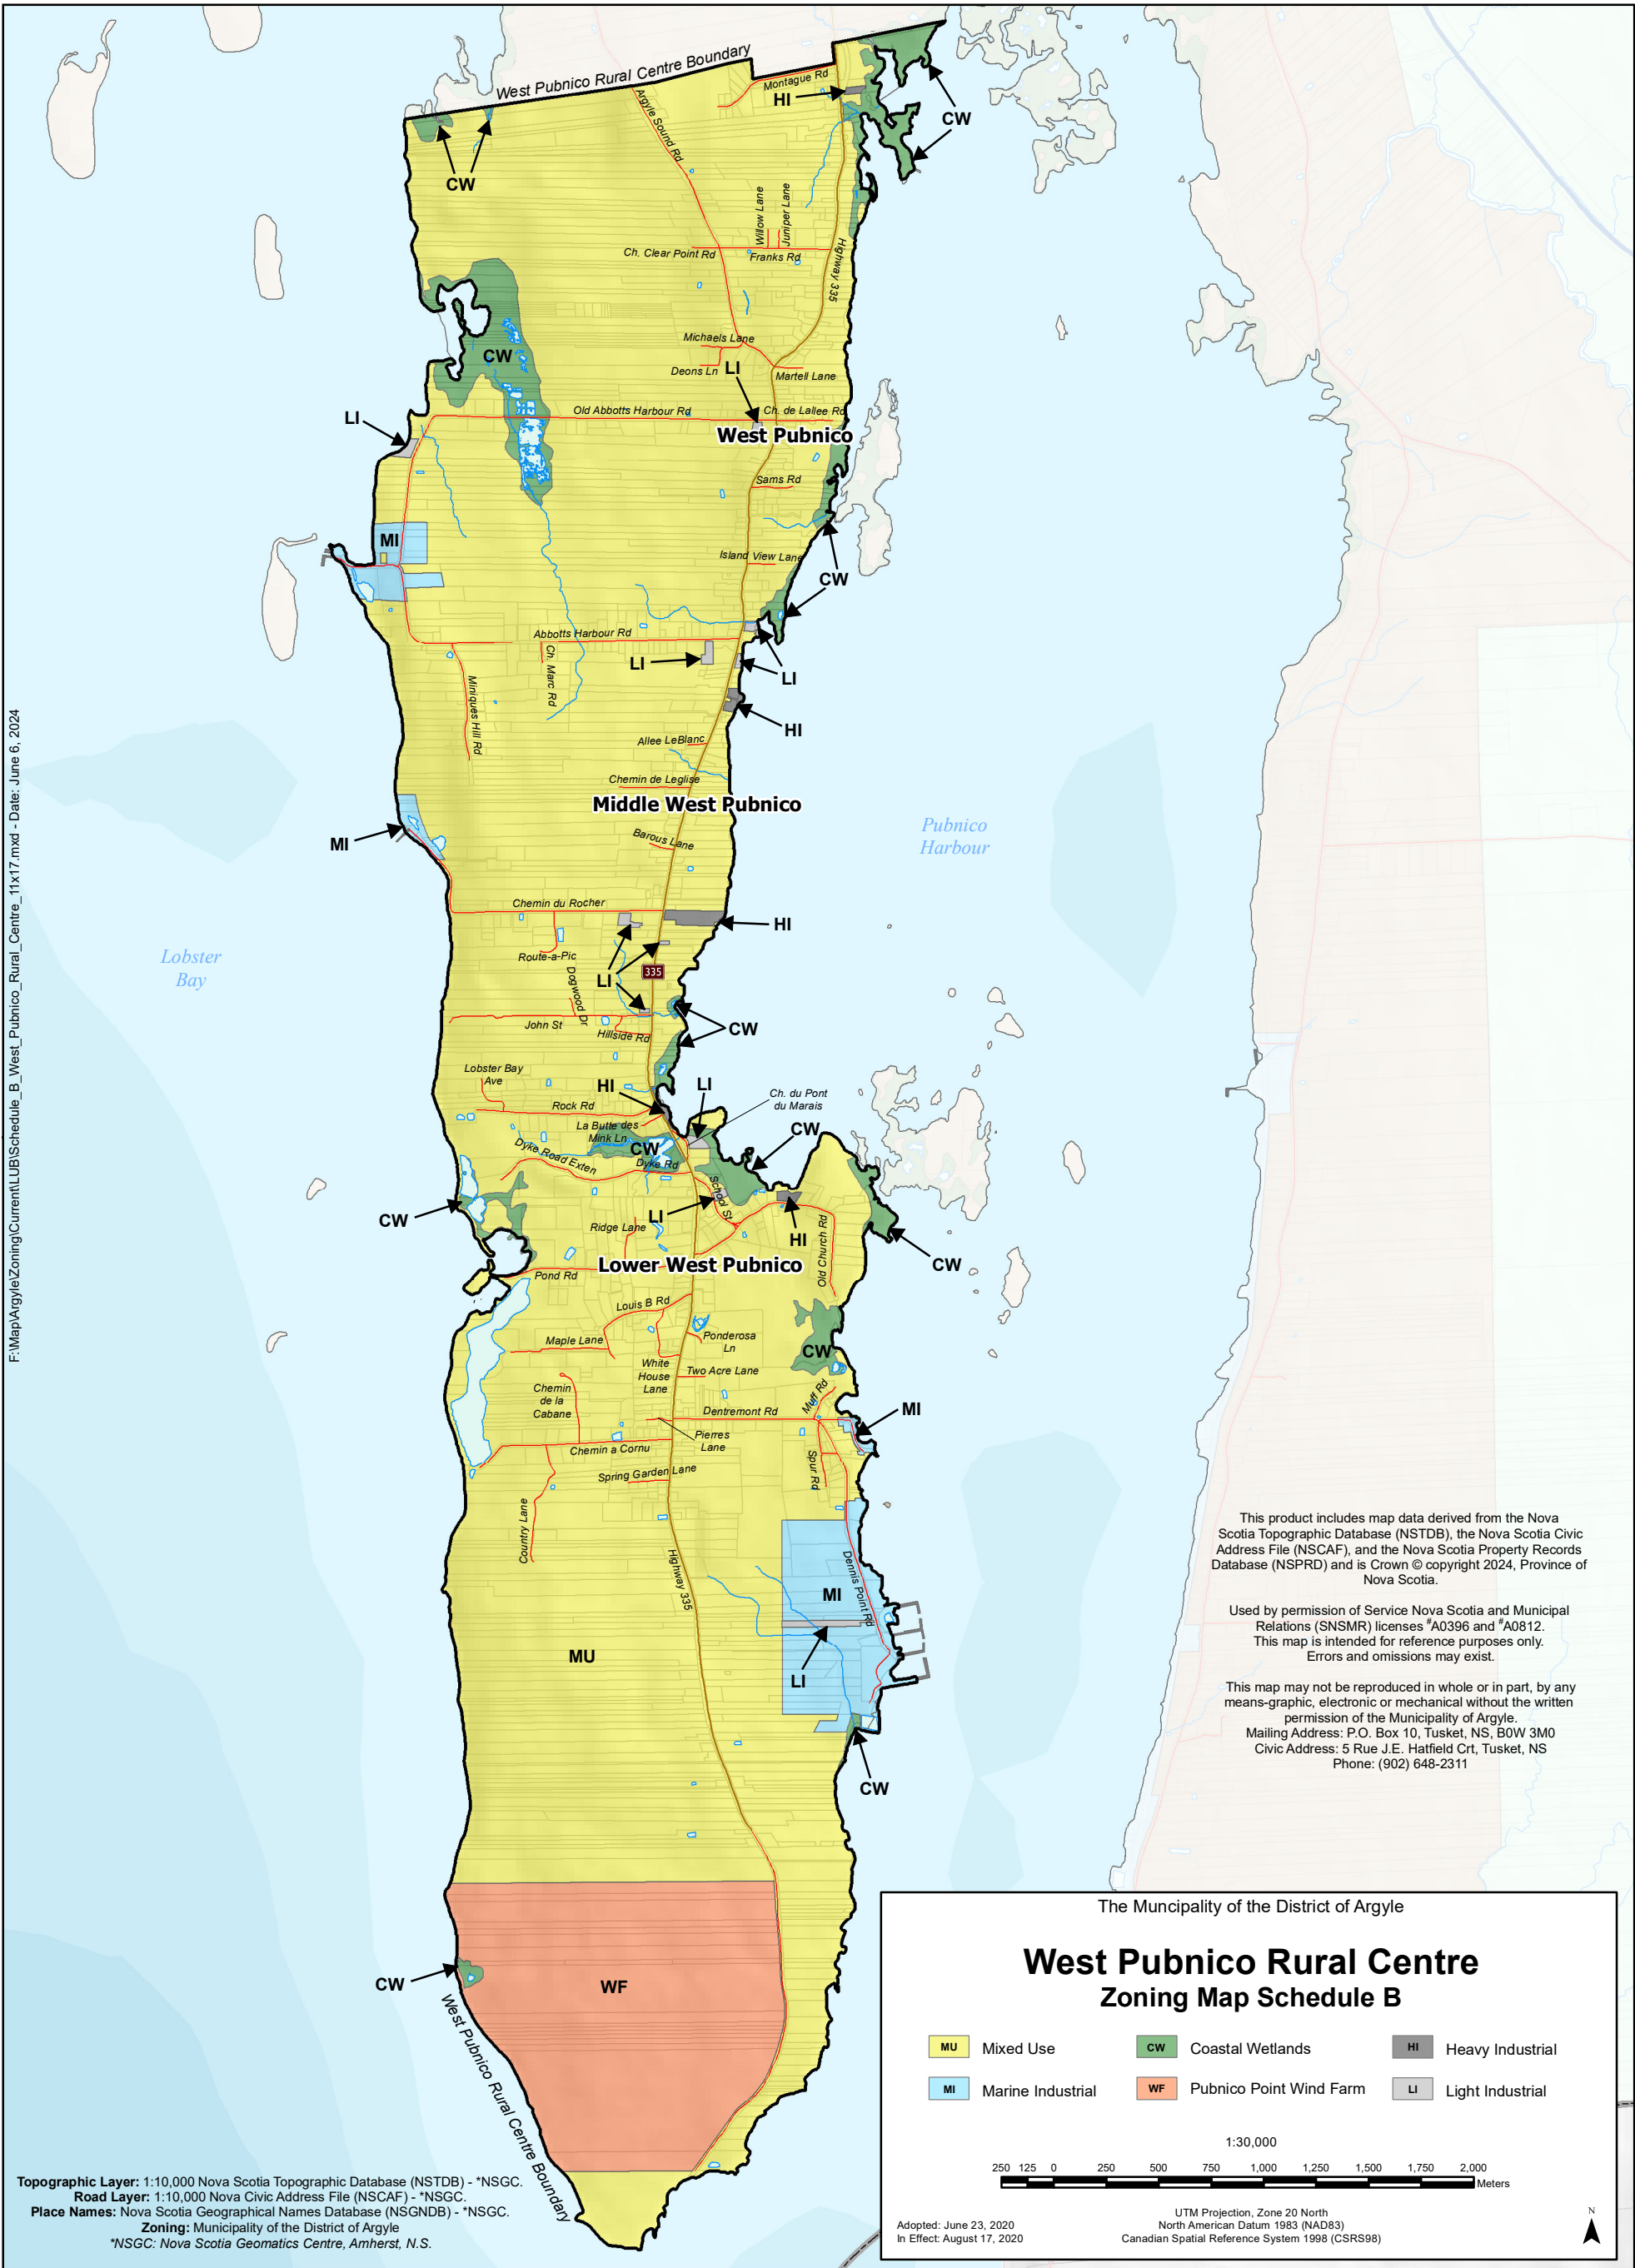 West Pubnico Rural Centre Boundary
Montague Rd
HI
CW
CW
Argyle Sound Rd
Willow Lane
Juniper Lane
Highway 335
Ch. Clear Point Rd
Franks Rd
Michaels Lane
CW
Deons Ln
LI
Martell Lane
LI
Old Abbotts Harbour Rd
Ch. de Lallee Rd
West Pubnico
Sams Rd
MI
Island View Lane
CW
Abbotts Harbour Rd
LI
LI
Ch. Marc Rd
Miniques Hill Rd
HI
Allee LeBlanc
Chemin de Leglise
Middle West Pubnico
Pubnico
Harbour
MI
Barous Lane
Chemin du Rocher
HI
Lobster
Bay
Route-a-Pic
335
LI
Dogwood Dr
John St
Hillside Rd
CW
Lobster Bay
Ave
HI
LI
Ch. du Pont
du Marais
Rock Rd
La Butte des
Mink Ln
CW
CW
Dyke Road Exten
Dyke Rd
School St
CW
LI
Ridge Lane
HI
Old Church Rd
CW
Lower West Pubnico
Pond Rd
Louis B Rd
Maple Lane
Ponderosa
Ln
CW
White
House
Lane
Two Acre Lane
Chemin
de la
Cabane
Muff Rd
Dentremont Rd
MI
Pierres
Lane
Chemin a Cornu
Spur Rd
Spring Garden Lane
Country Lane
Highway 335
Dennis Point Rd
MI
MU
LI
CW
CW
WF
West Pubnico Rural Centre Boundary
F:\Map\Argyle\Zoning\Current\LUB\Schedule_B_West_Pubnico_Rural_Centre_11x17.mxd - Date: June 6, 2024
This product includes map data derived from the Nova
Scotia Topographic Database (NSTDB), the Nova Scotia Civic
Address File (NSCAF), and the Nova Scotia Property Records
Database (NSPRD) and is Crown © copyright 2024, Province of
Nova Scotia.
Used by permission of Service Nova Scotia and Municipal
Relations (SNSMR) licenses #A0396 and #A0812.
This map is intended for reference purposes only.
Errors and omissions may exist.
This map may not be reproduced in whole or in part, by any
means-graphic, electronic or mechanical without the written
permission of the Municipality of Argyle.
Mailing Address: P.O. Box 10, Tusket, NS, B0W 3M0
Civic Address: 5 Rue J.E. Hatfield Crt, Tusket, NS
Phone: (902) 648-2311
The Muncipality of the District of Argyle
West Pubnico Rural Centre
Zoning Map Schedule B
MU Mixed Use
CW Coastal Wetlands
HI Heavy Industrial
MI Marine Industrial
WF Pubnico Point Wind Farm
LI Light Industrial
1:30,000
250 125 0 250 500 750 1,000 1,250 1,500 1,750 2,000
Meters
UTM Projection, Zone 20 North
North American Datum 1983 (NAD83)
Canadian Spatial Reference System 1998 (CSRS98)
Adopted: June 23, 2020
In Effect: August 17, 2020
N
Topographic Layer: 1:10,000 Nova Scotia Topographic Database (NSTDB) - *NSGC.
Road Layer: 1:10,000 Nova Civic Address File (NSCAF) - *NSGC.
Place Names: Nova Scotia Geographical Names Database (NSGNDB) - *NSGC.
Zoning: Municipality of the District of Argyle
*NSGC: Nova Scotia Geomatics Centre, Amherst, N.S.